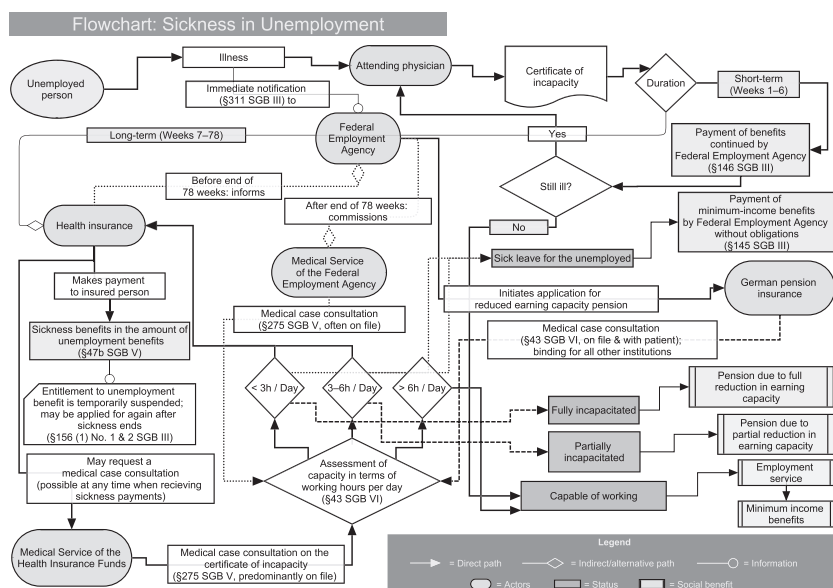 Flowchart: Sickness in Unemployment
Unemployed
person
Illness
Immediate notification
(§311 SGB III) to
Attending physician
Certificate of
incapacity
Duration
Short-term
(Weeks 1–6)
Long-term (Weeks 7–78)
Federal
Employment
Agency
Yes
Payment of benefits
continued by
Federal Employment Agency
(§146 SGB III)
Before end of
78 weeks: informs
Still ill?
After end of 78 weeks:
commissions
Health insurance
No
Payment of
minimum-income benefits
by Federal Employment Agency
without obligations
(§145 SGB III)
Medical Service
of the Federal
Employment Agency
Sick leave for the unemployed
Makes payment
to insured person
Initiates application for
reduced earning capacity pension
German pension
insurance
Medical case consultation
(§275 SGB V, often on file)
Sickness benefits in the amount of
unemployment benefits
(§47b SGB V)
Medical case consultation
(§43 SGB VI, on file & with patient);
binding for all other institutions
< 3h / Day
3–6h / Day
> 6h / Day
Pension due to full
reduction in earning
capacity
Entitlement to unemployment
benefit is temporarily suspended;
may be applied for again after
sickness ends
(§156 (1) No. 1 & 2 SGB III)
Fully incapacitated
Pension due to
partial reduction in
earning capacity
Partially
incapacitated
May request a
medical case consultation
(possible at any time when recieving
sickness payments)
Assessment of
capacity in terms of
working hours per day
(§43 SGB VI)
Capable of working
Employment
service
Minimum income
benefits
Medical Service of the
Health Insurance Funds
Medical case consultation on the
certificate of incapacity
(§275 SGB V, predominantly on file)
Legend
= Direct path
= Indirect/alternative path
= Information
= Actors
= Status
= Social benefit